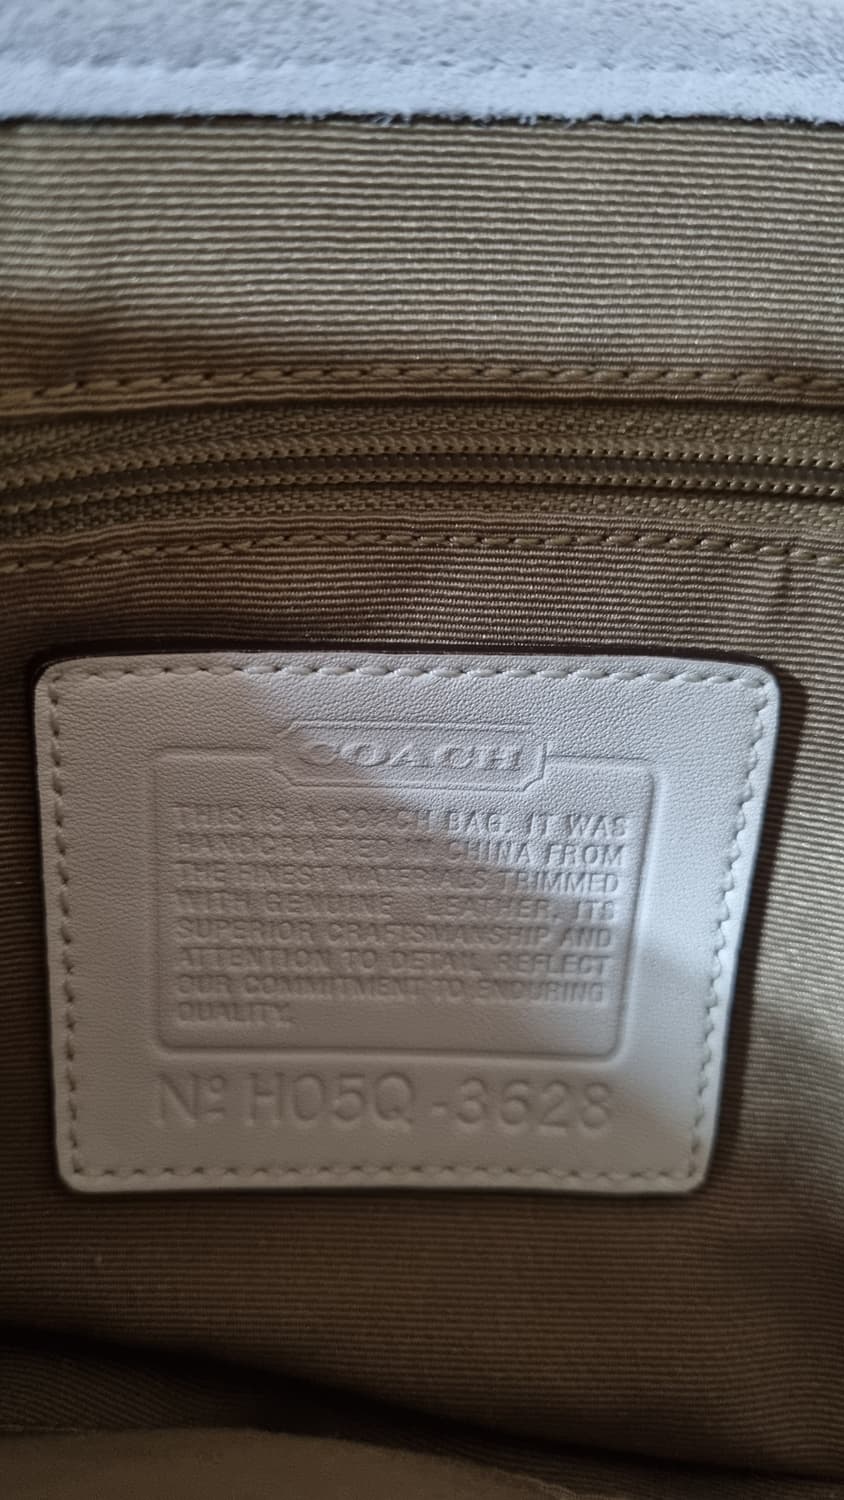 COACH
THIS IS A COACH BAG. IT WAS
HANDCRAFTED IN CHINA FROM
THE FINEST MATERIALS TRIMMED
WITH GENUINE LEATHER. ITS
SUPERIOR CRAFTSMANSHIP AND
ATTENTION TO DETAIL REFLECT
OUR COMMITMENT TO ENDURING
QUALITY.
Nº H05Q-3628